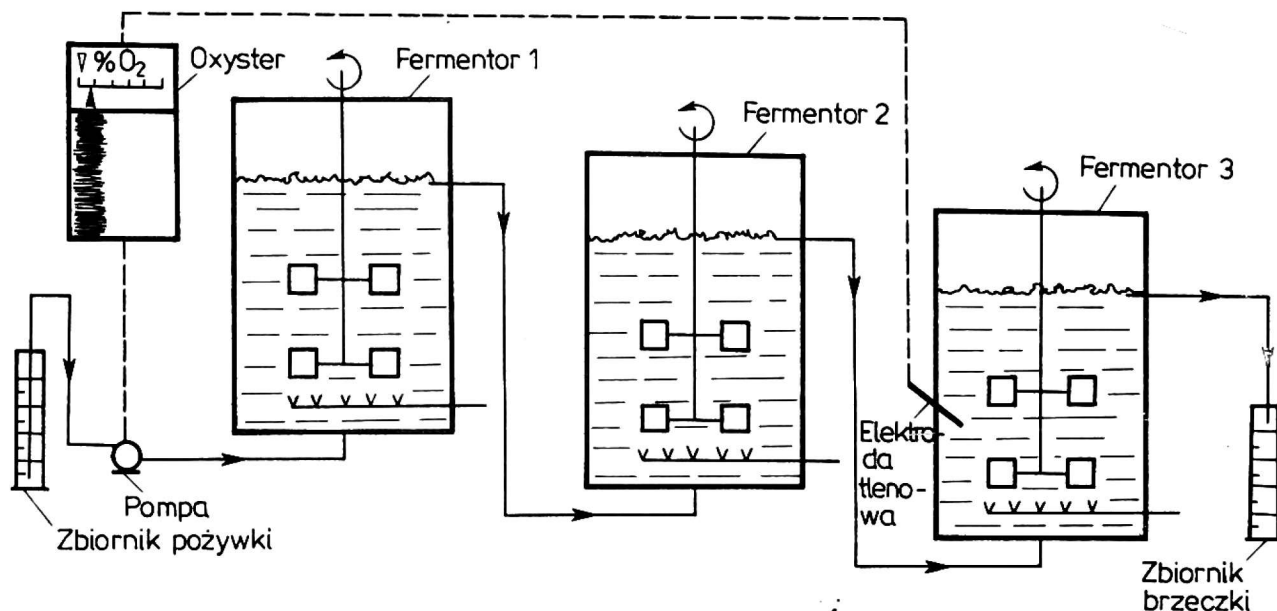 ▽ %O₂
Oxyster
Fermentor 1
Fermentor 2
Fermentor 3
Elektro-
da
tleno-
wa
Pompa
Zbiornik pożywki
Zbiornik
brzeczki